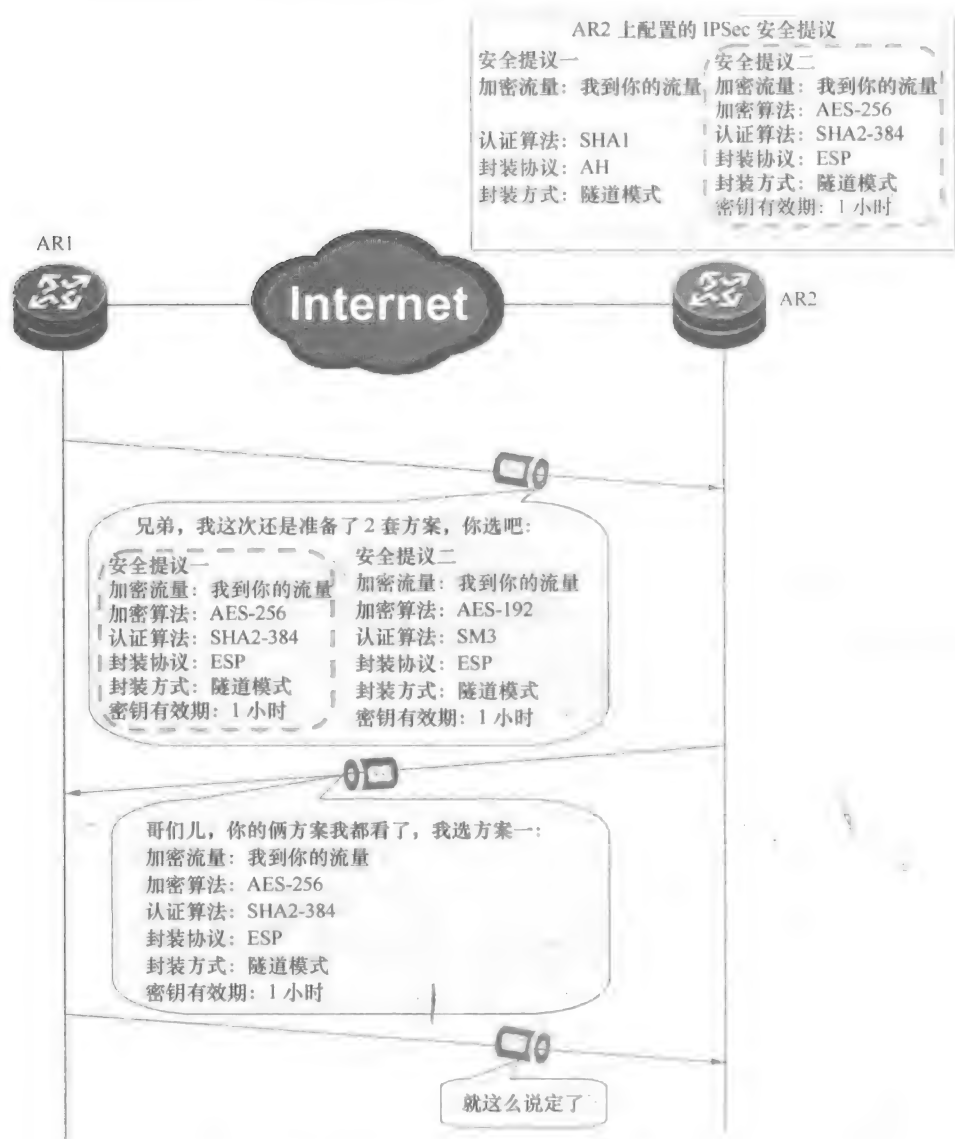 AR2 上配置的 IPSec 安全提议
安全提议一
加密流量：我到你的流量
认证算法：SHA1
封装协议：AH
封装方式：隧道模式
安全提议二
加密流量：我到你的流量
加密算法：AES-256
认证算法：SHA2-384
封装协议：ESP
封装方式：隧道模式
密钥有效期：1 小时
AR1
Internet
AR2
兄弟，我这次还是准备了 2 套方案，你选吧：
安全提议一
加密流量：我到你的流量
加密算法：AES-256
认证算法：SHA2-384
封装协议：ESP
封装方式：隧道模式
密钥有效期：1 小时
安全提议二
加密流量：我到你的流量
加密算法：AES-192
认证算法：SM3
封装协议：ESP
封装方式：隧道模式
密钥有效期：1 小时
哥们儿，你的俩方案我都看了，我选方案一：
加密流量：我到你的流量
加密算法：AES-256
认证算法：SHA2-384
封装协议：ESP
封装方式：隧道模式
密钥有效期：1 小时
就这么说定了